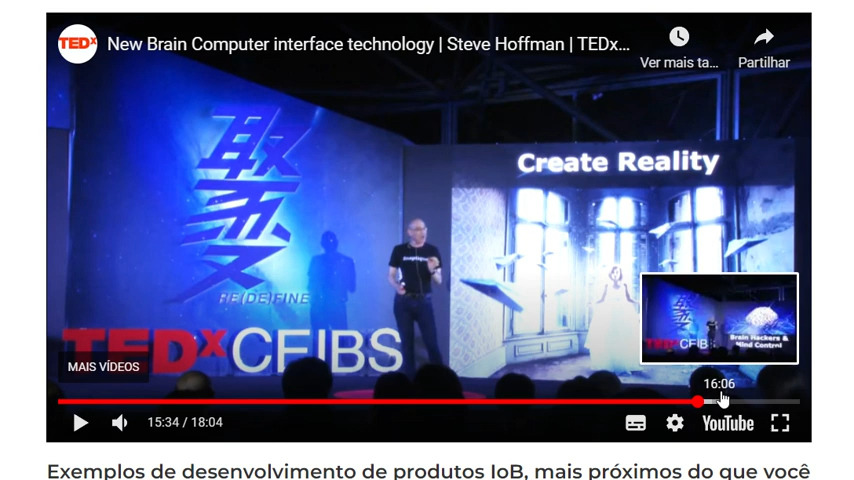 TEDx New Brain Computer interface technology | Steve Hoffman | TEDx...
Ver mais ta... Partilhar
Create Reality
RE(DE)FINE
TEDxCEIBS
Brain Hackers &
Mind Control
TEDxCEIBS
MAIS VÍDEOS
16:06
15:34 / 18:04
YouTube
Exemplos de desenvolvimento de produtos IoB, mais próximos do que você